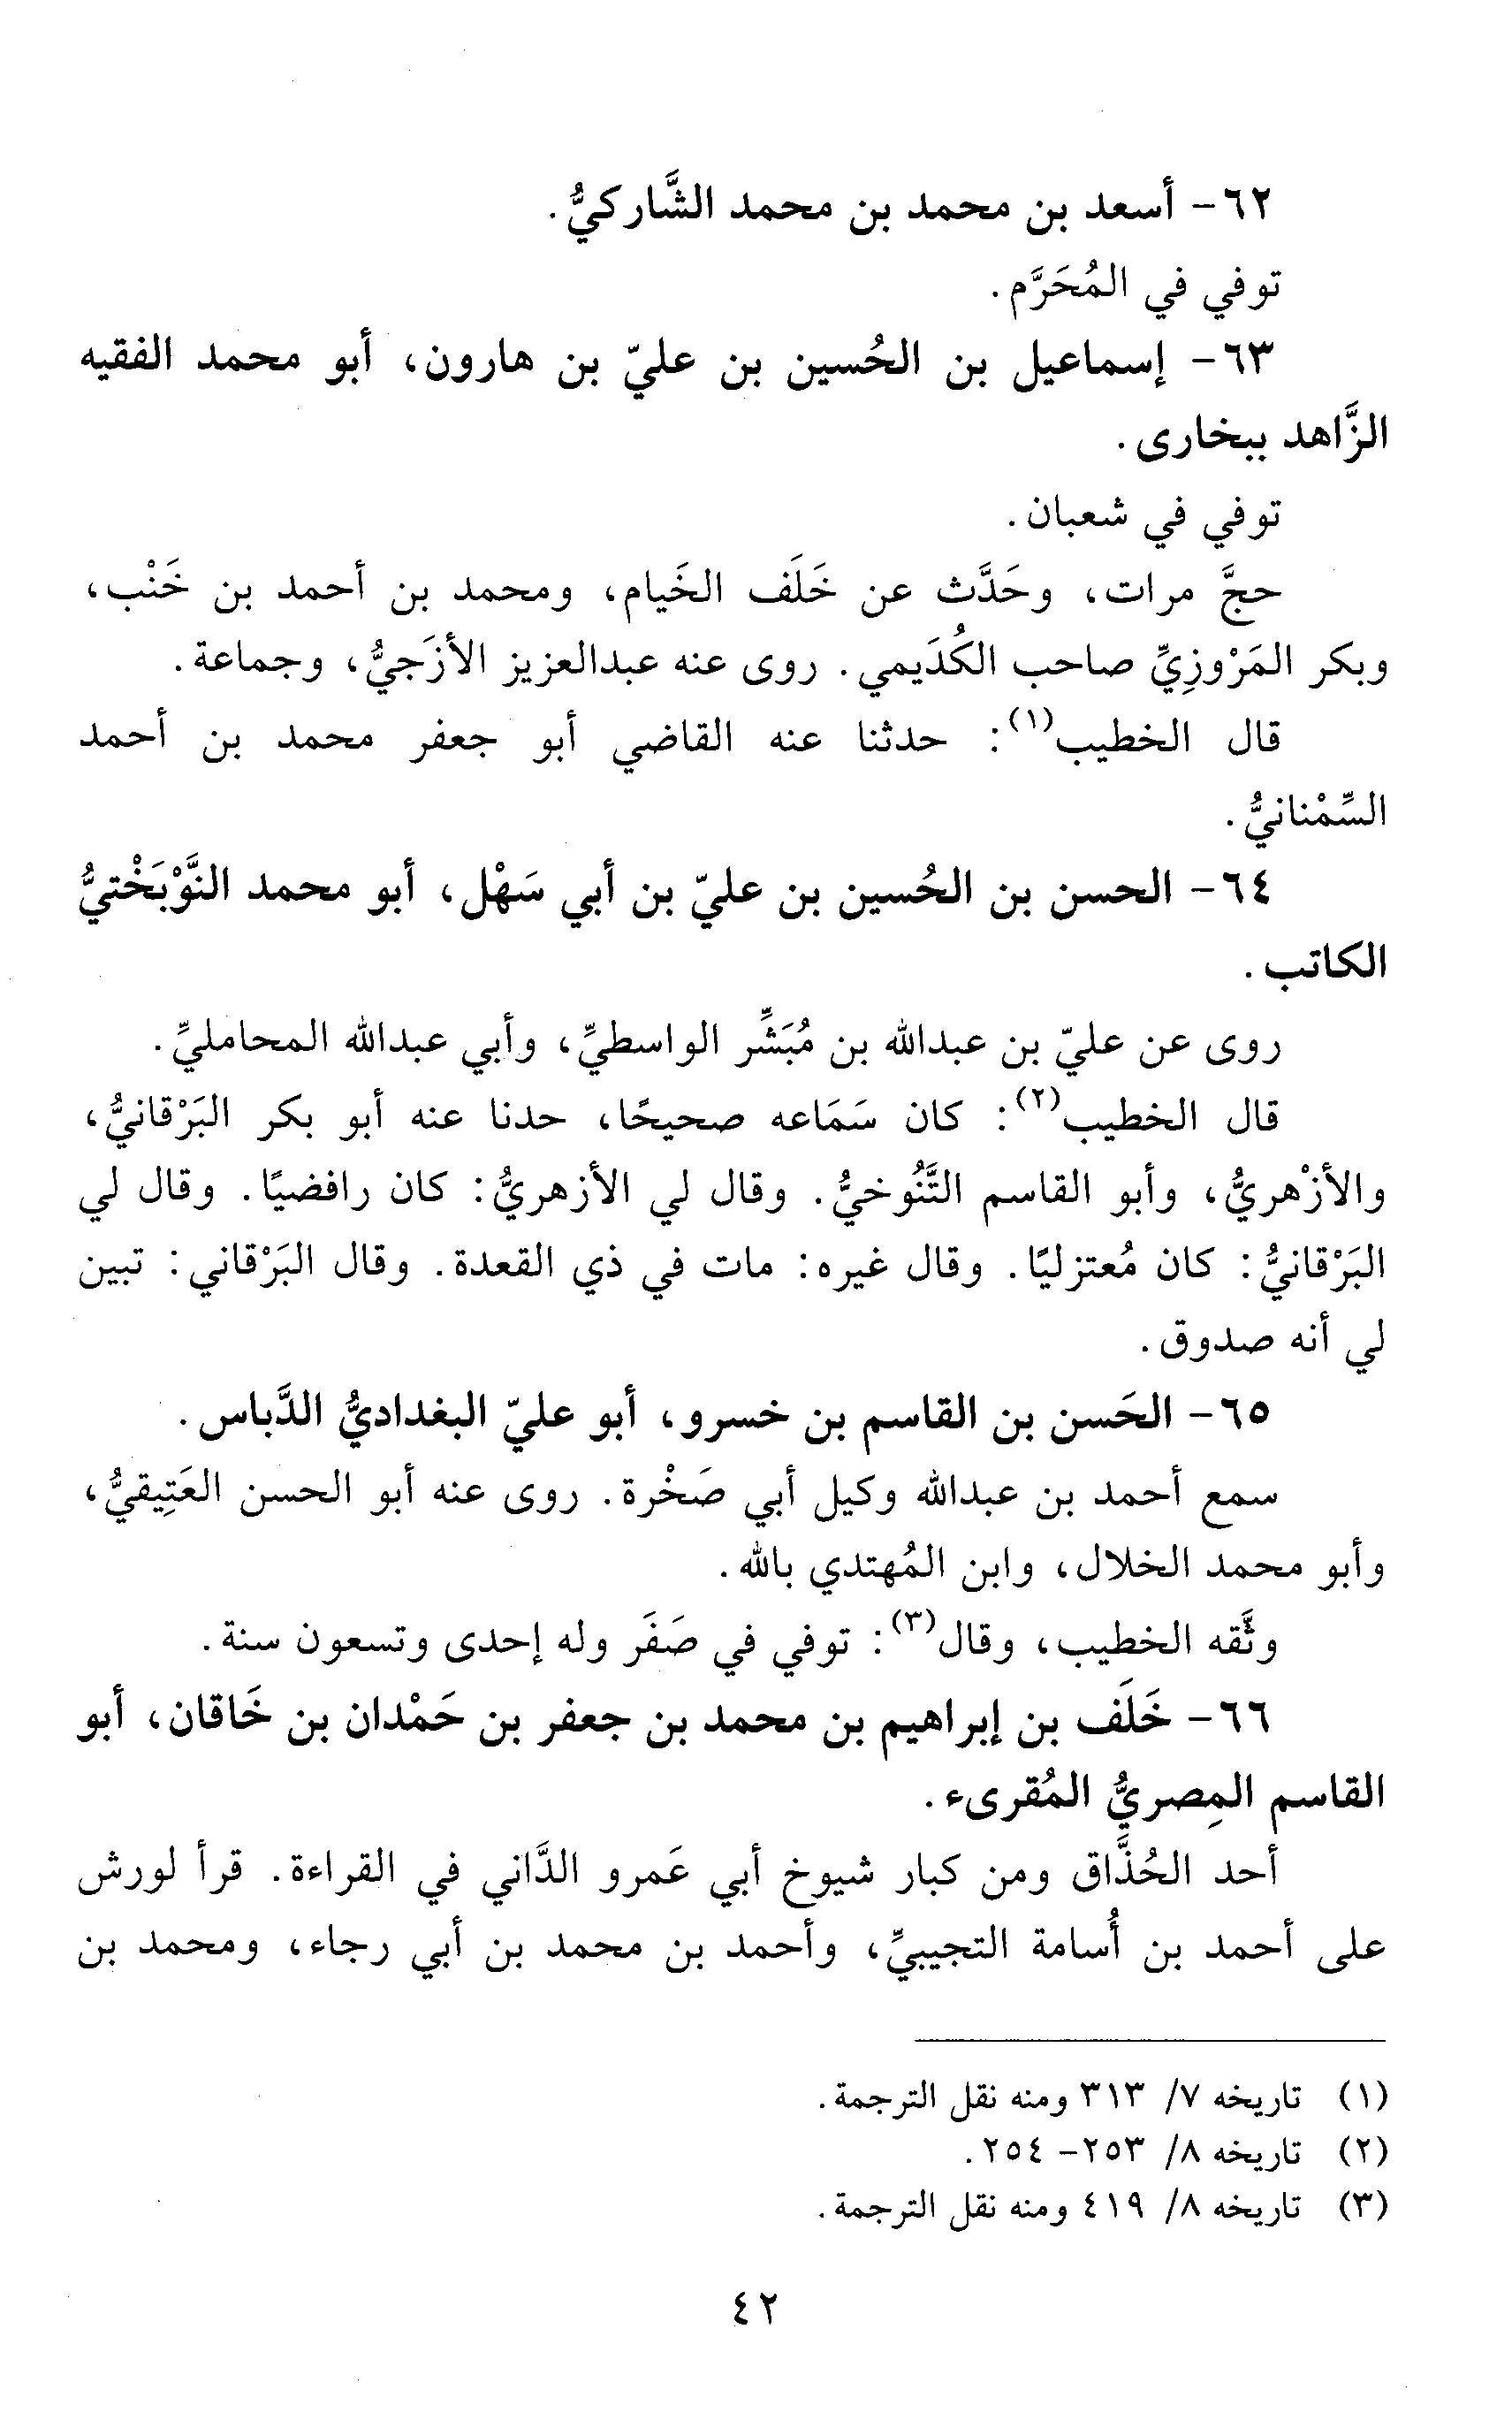 ٦٢- أسعد بن محمد بن محمد الشَّاركيُّ.
توفي في المُحَرَّم.
٦٣- إسماعيل بن الحُسين بن عليّ بن هارون، أبو محمد الفقيه
الزَّاهد ببخارى.
توفي في شعبان.
حجَّ مرات، وحَدَّث عن خَلَف الخَيام، ومحمد بن أحمد بن خَنْب،
وبكر المَرْوزِيِّ صاحب الكُدَيمي. روى عنه عبدالعزيز الأزَجيُّ، وجماعة.
قال الخطيب(١): حدثنا عنه القاضي أبو جعفر محمد بن أحمد
السِّمْنانيُّ.
٦٤- الحسن بن الحُسين بن عليّ بن أبي سَهْل، أبو محمد النَّوْبَخْتيُّ
الكاتب.
روى عن عليّ بن عبدالله بن مُبَشِّر الواسطيِّ، وأبي عبدالله المحامليِّ.
قال الخطيب(٢): كان سَمَاعه صحيحًا، حدنا عنه أبو بكر البَرْقانيُّ،
والأزْهريُّ، وأبو القاسم التَّنُوخيُّ. وقال لي الأزهريُّ: كان رافضيًا. وقال لي
البَرْقانيُّ: كان مُعتزليًا. وقال غيره: مات في ذي القعدة. وقال البَرْقاني: تبين
لي أنه صدوق.
٦٥- الحَسن بن القاسم بن خسرو، أبو عليّ البغداديُّ الدَّباس.
سمع أحمد بن عبدالله وكيل أبي صَخْرة. روى عنه أبو الحسن العَتِيقيُّ،
وأبو محمد الخلال، وابن المُهتدي بالله.
وثَّقه الخطيب، وقال(٣): توفي في صَفَر وله إحدى وتسعون سنة.
٦٦- خَلَف بن إبراهيم بن محمد بن جعفر بن حَمْدان بن خَاقان، أبو
القاسم المِصريُّ المُقرىء.
أحد الحُذَّاق ومن كبار شيوخ أبي عَمرو الدَّاني في القراءة. قرأ لورش
على أحمد بن أُسامة التجيبيِّ، وأحمد بن محمد بن أبي رجاء، ومحمد بن
(١) تاريخه ٧/ ٣١٣ ومنه نقل الترجمة.
(٢) تاريخه ٨/ ٢٥٣- ٢٥٤.
(٣) تاريخه ٨/ ٤١٩ ومنه نقل الترجمة.
٤٢